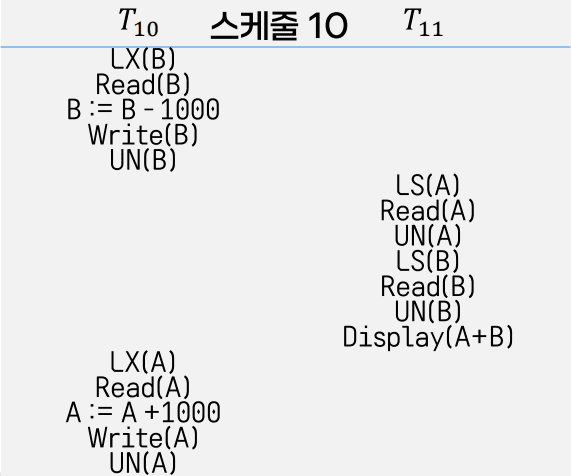 T10 스케줄 10 T11
LX(B)
Read(B)
B := B - 1000
Write(B)
UN(B)
LS(A)
Read(A)
UN(A)
LS(B)
Read(B)
UN(B)
Display(A+B)
LX(A)
Read(A)
A := A +1000
Write(A)
UN(A)